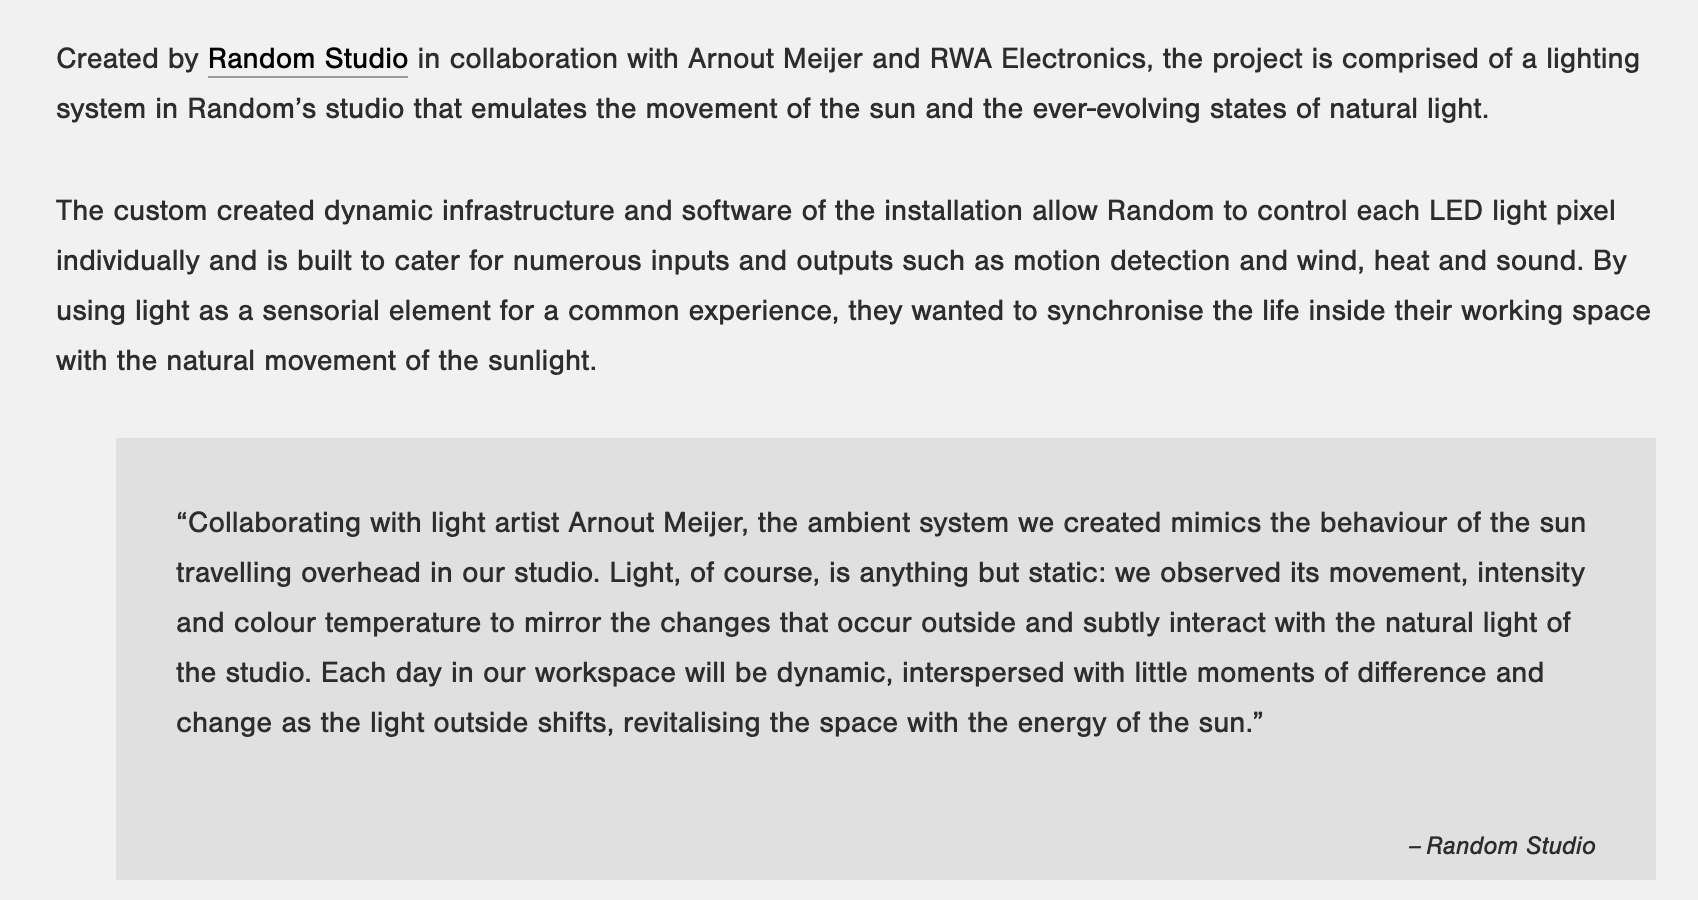 Created by Random Studio in collaboration with Arnout Meijer and RWA Electronics, the project is comprised of a lighting
system in Random’s studio that emulates the movement of the sun and the ever-evolving states of natural light.
The custom created dynamic infrastructure and software of the installation allow Random to control each LED light pixel
individually and is built to cater for numerous inputs and outputs such as motion detection and wind, heat and sound. By
using light as a sensorial element for a common experience, they wanted to synchronise the life inside their working space
with the natural movement of the sunlight.
“Collaborating with light artist Arnout Meijer, the ambient system we created mimics the behaviour of the sun
travelling overhead in our studio. Light, of course, is anything but static: we observed its movement, intensity
and colour temperature to mirror the changes that occur outside and subtly interact with the natural light of
the studio. Each day in our workspace will be dynamic, interspersed with little moments of difference and
change as the light outside shifts, revitalising the space with the energy of the sun.”
– Random Studio